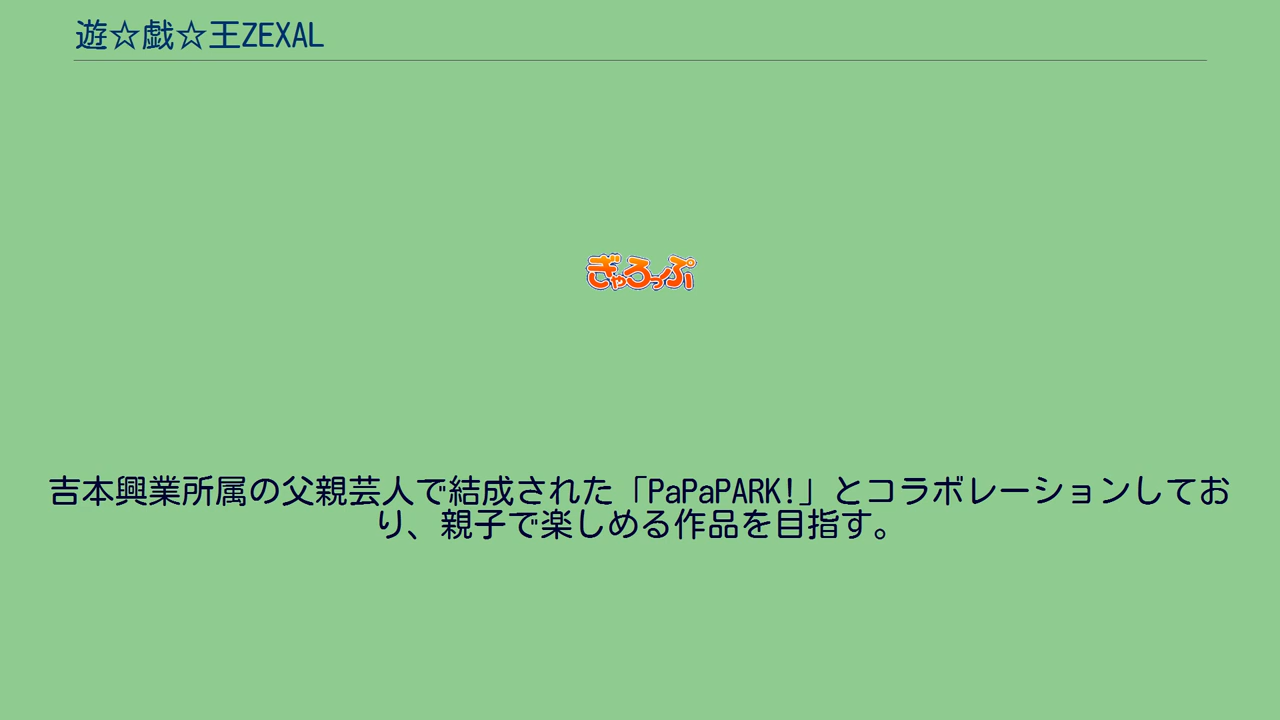 遊☆戯☆王ZEXAL
ぎゃろっぷ
吉本興業所属の父親芸人で結成された「PaPaPARK!」とコラボレーションしてお
り、親子で楽しめる作品を目指す。